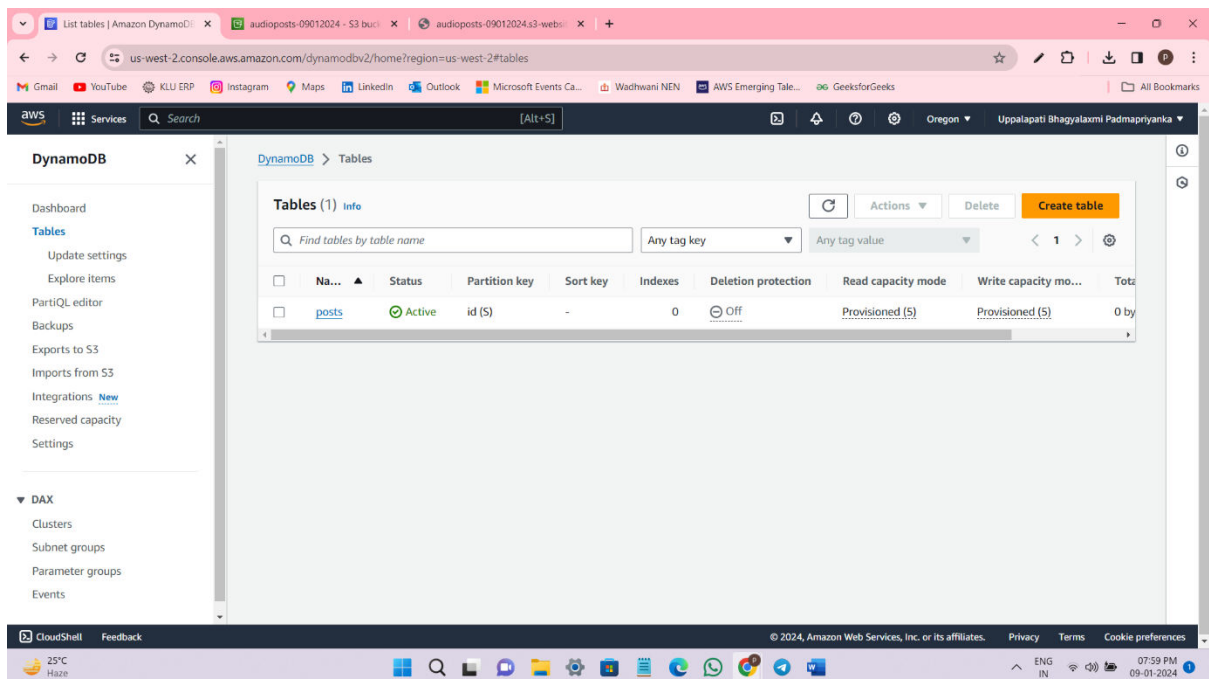 List tables | Amazon DynamoDB
audioposts-09012024 - S3 buck
audioposts-09012024.s3-websi
us-west-2.console.aws.amazon.com/dynamodbv2/home?region=us-west-2#tables
P
Gmail YouTube KLU ERP Instagram Maps LinkedIn Outlook Microsoft Events Ca... Wadhwani NEN AWS Emerging Tale... GeeksforGeeks All Bookmarks
aws Services Search [Alt+S] Oregon Uppalapati Bhagyalaxmi Padmapriyanka
DynamoDB
Dashboard
Tables
Update settings
Explore items
PartiQL editor
Backups
Exports to S3
Imports from S3
Integrations New
Reserved capacity
Settings
DAX
Clusters
Subnet groups
Parameter groups
Events
DynamoDB > Tables
Tables (1) Info Actions Delete Create table
Find tables by table name Any tag key Any tag value < 1 >
Na... Status Partition key Sort key Indexes Deletion protection Read capacity mode Write capacity mo... Tota
posts Active id (S) - 0 Off Provisioned (5) Provisioned (5) 0 by
CloudShell Feedback © 2024, Amazon Web Services, Inc. or its affiliates. Privacy Terms Cookie preferences
25°C
Haze
ENG
IN
07:59 PM
09-01-2024
1